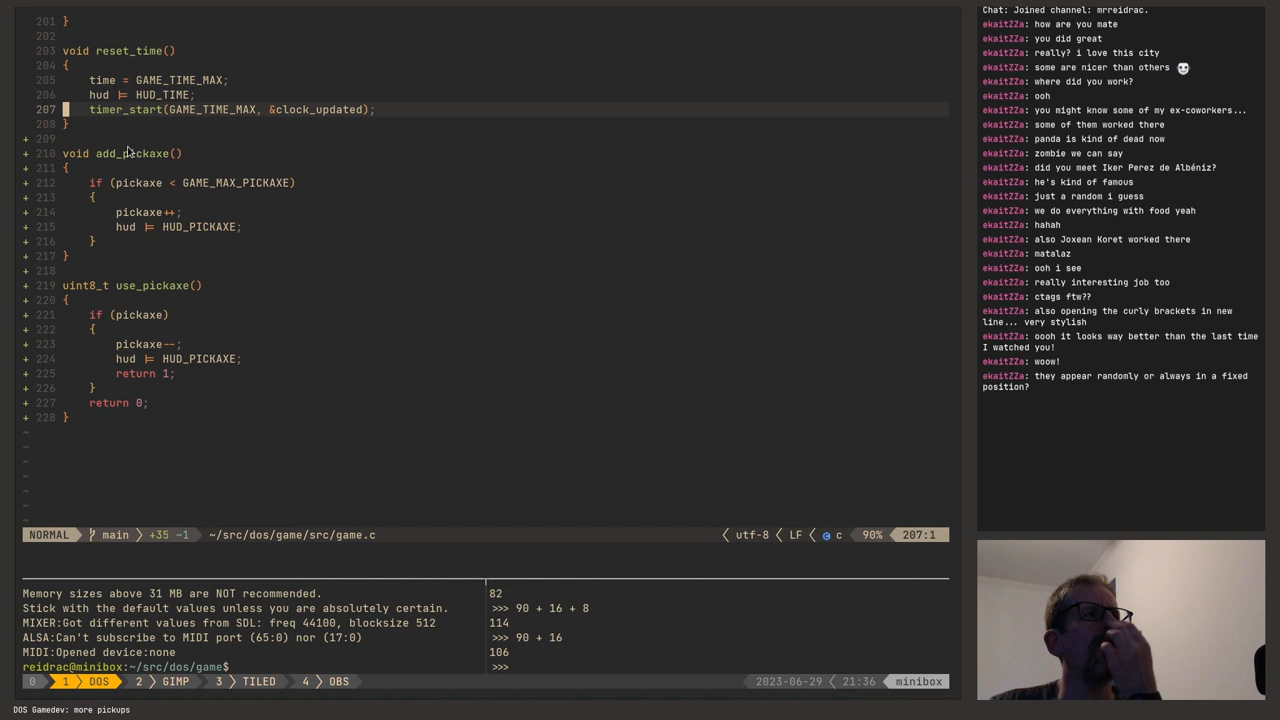 201 }
202
203 void reset_time()
204 {
205     time = GAME_TIME_MAX;
206     hud |= HUD_TIME;
207     timer_start(GAME_TIME_MAX, &clock_updated);
208 }
+ 209
+ 210 void add_pickaxe()
+ 211 {
+ 212     if (pickaxe < GAME_MAX_PICKAXE)
+ 213     {
+ 214         pickaxe++;
+ 215         hud |= HUD_PICKAXE;
+ 216     }
+ 217 }
+ 218
+ 219 uint8_t use_pickaxe()
+ 220 {
+ 221     if (pickaxe)
+ 222     {
+ 223         pickaxe--;
+ 224         hud |= HUD_PICKAXE;
+ 225         return 1;
+ 226     }
+ 227     return 0;
+ 228 }
~
~
~
~
~
~
~
NORMAL main +35 ~1 ~/src/dos/game/src/game.c utf-8 LF c 90% 207:1
Memory sizes above 31 MB are NOT recommended.
Stick with the default values unless you are absolutely certain.
MIXER:Got different values from SDL: freq 44100, blocksize 512
ALSA:Can't subscribe to MIDI port (65:0) nor (17:0)
MIDI:Opened device:none
reidrac@minibox:~/src/dos/game$
82
>>> 90 + 16 + 8
114
>>> 90 + 16
106
>>>
0 1 DOS 2 GIMP 3 TILED 4 OBS 2023-06-29 21:36 minibox
DOS Gamedev: more pickups
Chat: Joined channel: mrreidrac.
ekaitZZa: how are you mate
ekaitZZa: you did great
ekaitZZa: really? i love this city
ekaitZZa: some are nicer than others
ekaitZZa: where did you work?
ekaitZZa: ooh
ekaitZZa: you might know some of my ex-coworkers...
ekaitZZa: some of them worked there
ekaitZZa: panda is kind of dead now
ekaitZZa: zombie we can say
ekaitZZa: did you meet Iker Perez de Albéniz?
ekaitZZa: he's kind of famous
ekaitZZa: just a random i guess
ekaitZZa: we do everything with food yeah
ekaitZZa: hahah
ekaitZZa: also Joxean Koret worked there
ekaitZZa: matalaz
ekaitZZa: ooh i see
ekaitZZa: really interesting job too
ekaitZZa: ctags ftw??
ekaitZZa: also opening the curly brackets in new
line... very stylish
ekaitZZa: oooh it looks way better than the last time
I watched you!
ekaitZZa: woow!
ekaitZZa: they appear randomly or always in a fixed
position?